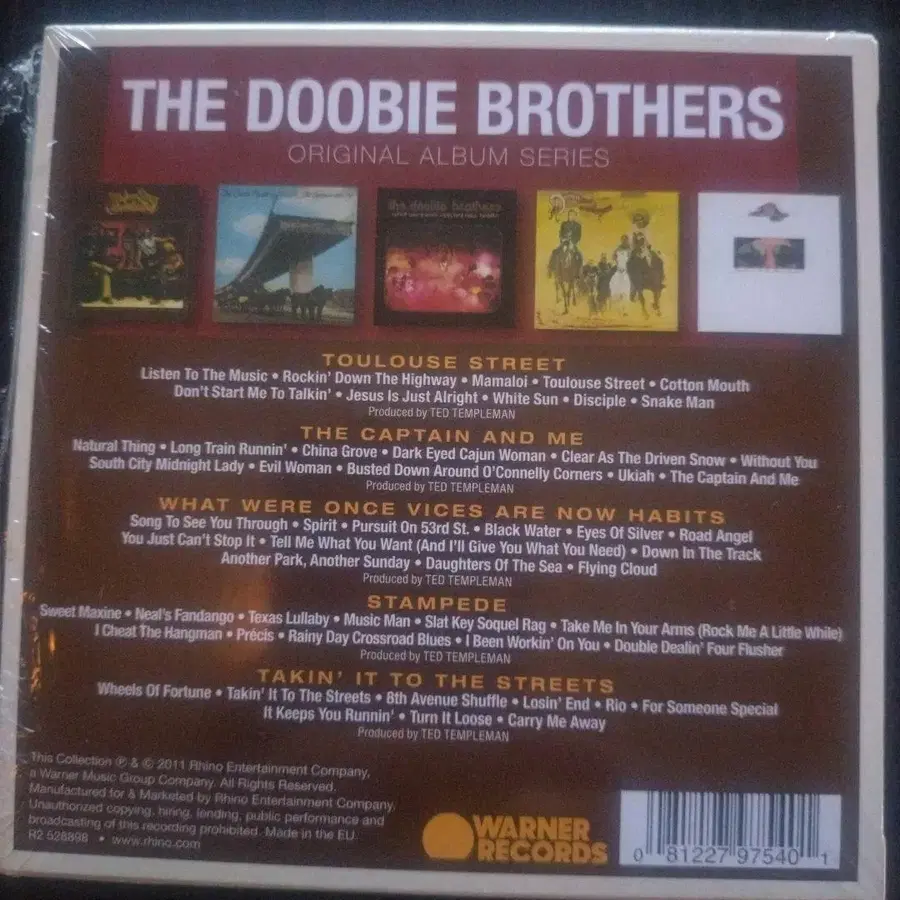 THE DOOBIE BROTHERS
ORIGINAL ALBUM SERIES
the doobie brothers
TOULOUSE STREET
Listen To The Music • Rockin' Down The Highway • Mamaloi • Toulouse Street • Cotton Mouth
Don't Start Me To Talkin' • Jesus Is Just Alright • White Sun • Disciple • Snake Man
Produced by TED TEMPLEMAN
THE CAPTAIN AND ME
Natural Thing • Long Train Runnin' • China Grove • Dark Eyed Cajun Woman • Clear As The Driven Snow • Without You
South City Midnight Lady • Evil Woman • Busted Down Around O'Connelly Corners • Ukiah • The Captain And Me
Produced by TED TEMPLEMAN
WHAT WERE ONCE VICES ARE NOW HABITS
Song To See You Through • Spirit • Pursuit On 53rd St. • Black Water • Eyes Of Silver • Road Angel
You Just Can't Stop It • Tell Me What You Want (And I'll Give You What You Need) • Down In The Track
Another Park, Another Sunday • Daughters Of The Sea • Flying Cloud
Produced by TED TEMPLEMAN
STAMPEDE
Sweet Maxine • Neal's Fandango • Texas Lullaby • Music Man • Slat Key Soquel Rag • Take Me In Your Arms (Rock Me A Little While)
I Cheat The Hangman • Précis • Rainy Day Crossroad Blues • I Been Workin' On You • Double Dealin' Four Flusher
Produced by TED TEMPLEMAN
TAKIN' IT TO THE STREETS
Wheels Of Fortune • Takin' It To The Streets • 8th Avenue Shuffle • Losin' End • Rio • For Someone Special
It Keeps You Runnin' • Turn It Loose • Carry Me Away
Produced by TED TEMPLEMAN
This Collection ℗ & © 2011 Rhino Entertainment Company,
a Warner Music Group Company. All Rights Reserved.
Manufactured for & Marketed by Rhino Entertainment Company.
Unauthorized copying, hiring, lending, public performance and
broadcasting of this recording prohibited. Made in the EU.
R2 528898 • www.rhino.com
WARNER
RECORDS
0 81227 97540 1